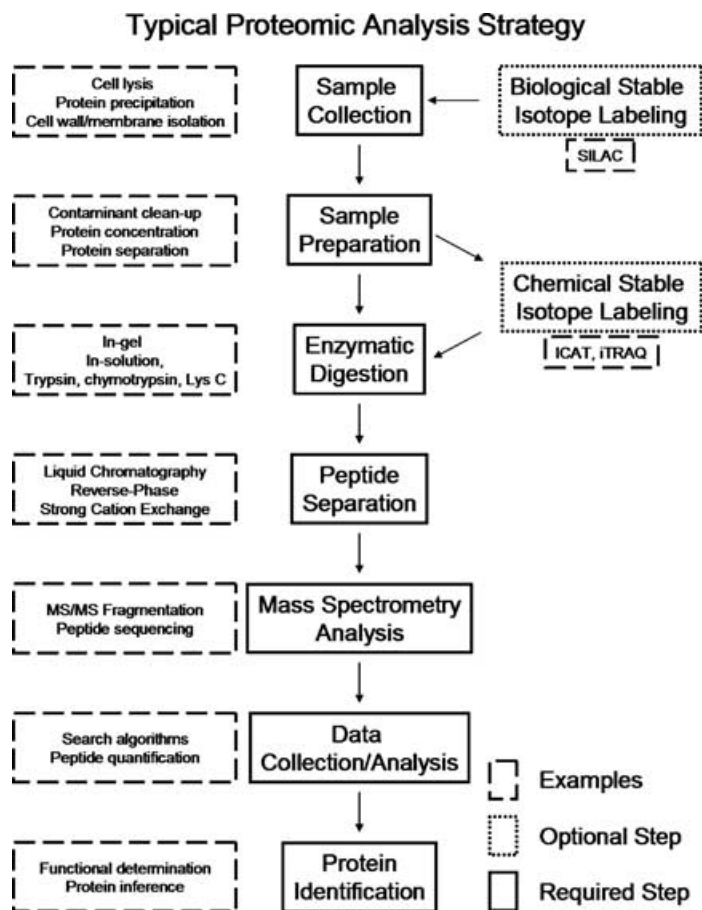 Typical Proteomic Analysis Strategy
Cell lysis
Protein precipitation
Cell wall/membrane isolation
Sample
Collection
Biological Stable
Isotope Labeling
SILAC
Contaminant clean-up
Protein concentration
Protein separation
Sample
Preparation
Chemical Stable
Isotope Labeling
ICAT, iTRAQ
In-gel
In-solution,
Trypsin, chymotrypsin, Lys C
Enzymatic
Digestion
Liquid Chromatography
Reverse-Phase
Strong Cation Exchange
Peptide
Separation
MS/MS Fragmentation
Peptide sequencing
Mass Spectrometry
Analysis
Search algorithms
Peptide quantification
Data
Collection/Analysis
Functional determination
Protein inference
Protein
Identification
Examples
Optional Step
Required Step